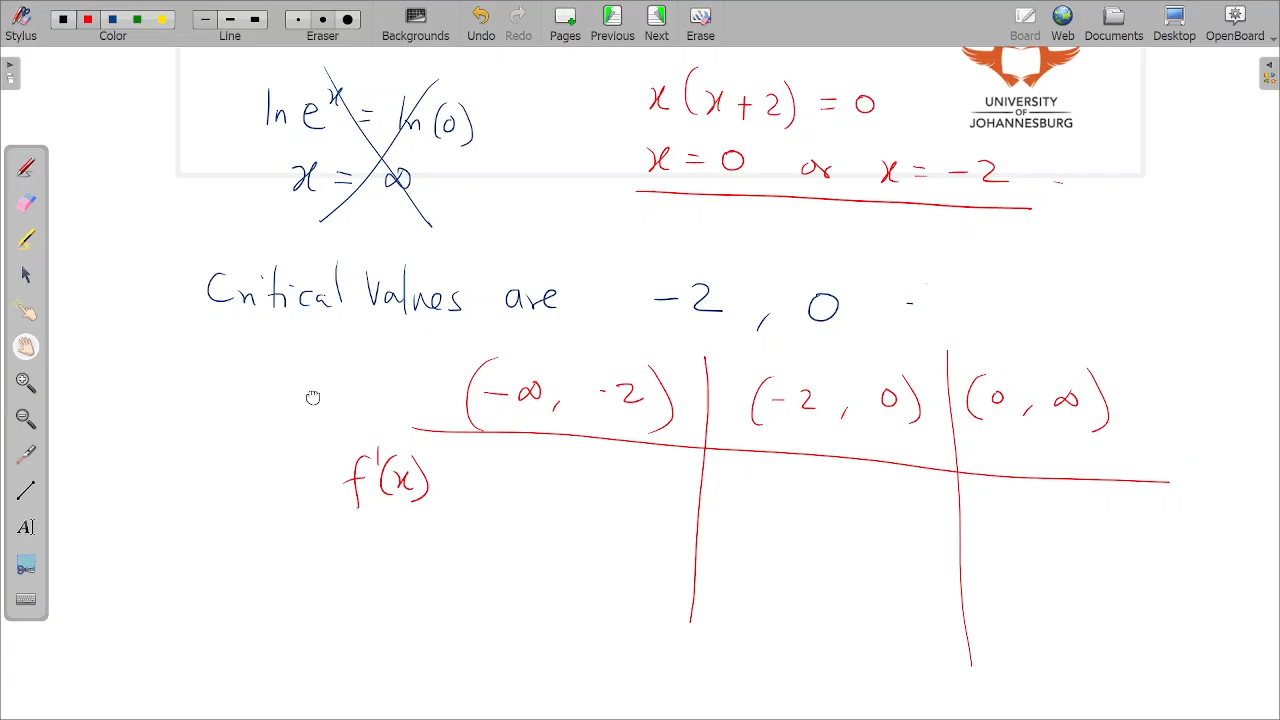 Stylus Color Line Eraser Backgrounds Undo Redo Pages Previous Next Erase Board Web Documents Desktop OpenBoard
ln e^x = ln(0)
x = ∞
x(x+2) = 0
x = 0 or x = -2
UNIVERSITY
OF
JOHANNESBURG
Critical Values are -2, 0
(-∞, -2) (-2, 0) (0, ∞)
f'(x)